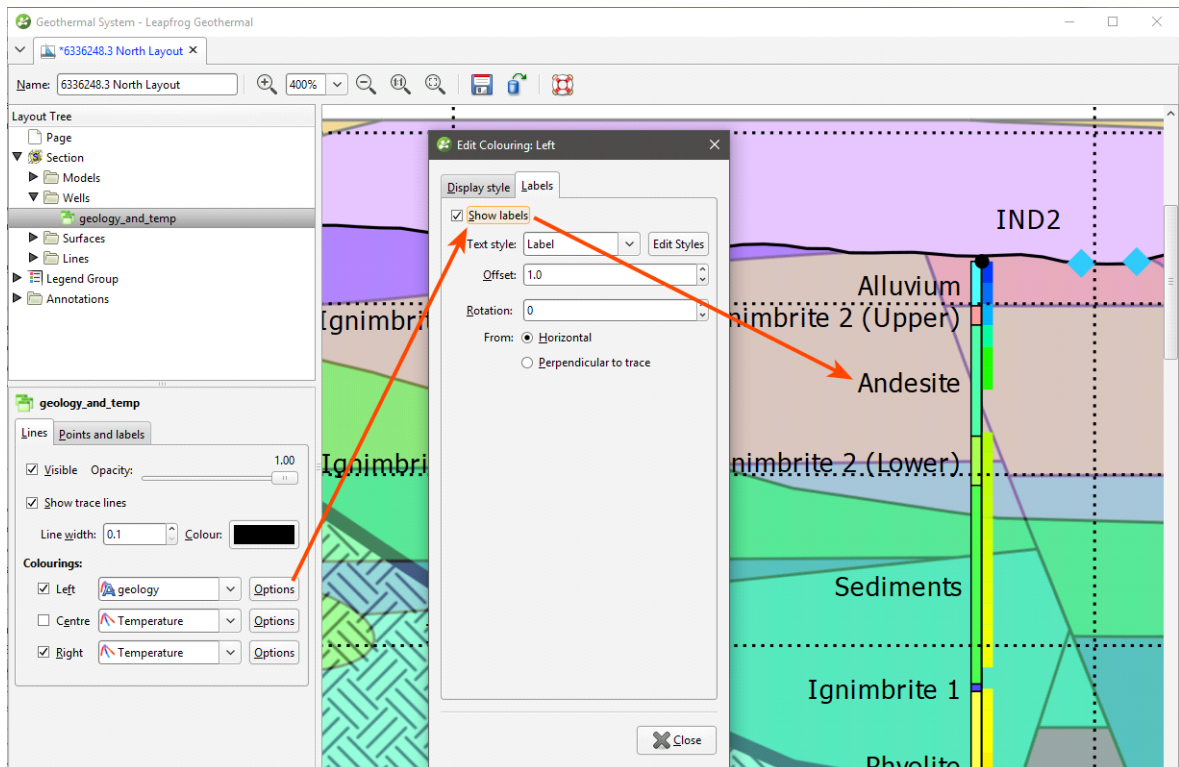 Geothermal System - Leapfrog Geothermal
*6336248.3 North Layout
Name: 6336248.3 North Layout
400%
Layout Tree
Page
Section
Models
Wells
geology_and_temp
Surfaces
Lines
Legend Group
Annotations
geology_and_temp
Lines
Points and labels
Visible
Opacity:
1.00
Show trace lines
Line width: 0.1
Colour:
Colourings:
Left
geology
Options
Centre
Temperature
Options
Right
Temperature
Options
Edit Colouring: Left
Display style
Labels
Show labels
Text style: Label
Edit Styles
Offset: 1.0
Rotation: 0
From:
Horizontal
Perpendicular to trace
Close
Ignimbrit
Ignimbri
IND2
Alluvium
nimbrite 2 (Upper)
Andesite
nimbrite 2 (Lower)
Sediments
Ignimbrite 1
Rhyolite